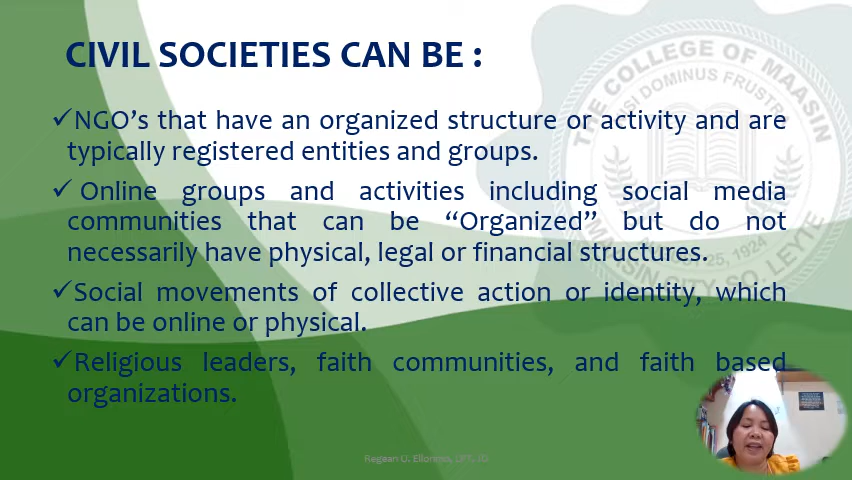 CIVIL SOCIETIES CAN BE :
✓NGO's that have an organized structure or activity and are
typically registered entities and groups.
✓ Online groups and activities including social media
communities that can be “Organized” but do not
necessarily have physical, legal or financial structures.
✓Social movements of collective action or identity, which
can be online or physical.
✓Religious leaders, faith communities, and faith based
organizations.
THE COLLEGE OF MAASIN
NISI DOMINUS FRUSTRA
25, 1924
MAASIN CITY, SO. LEYTE